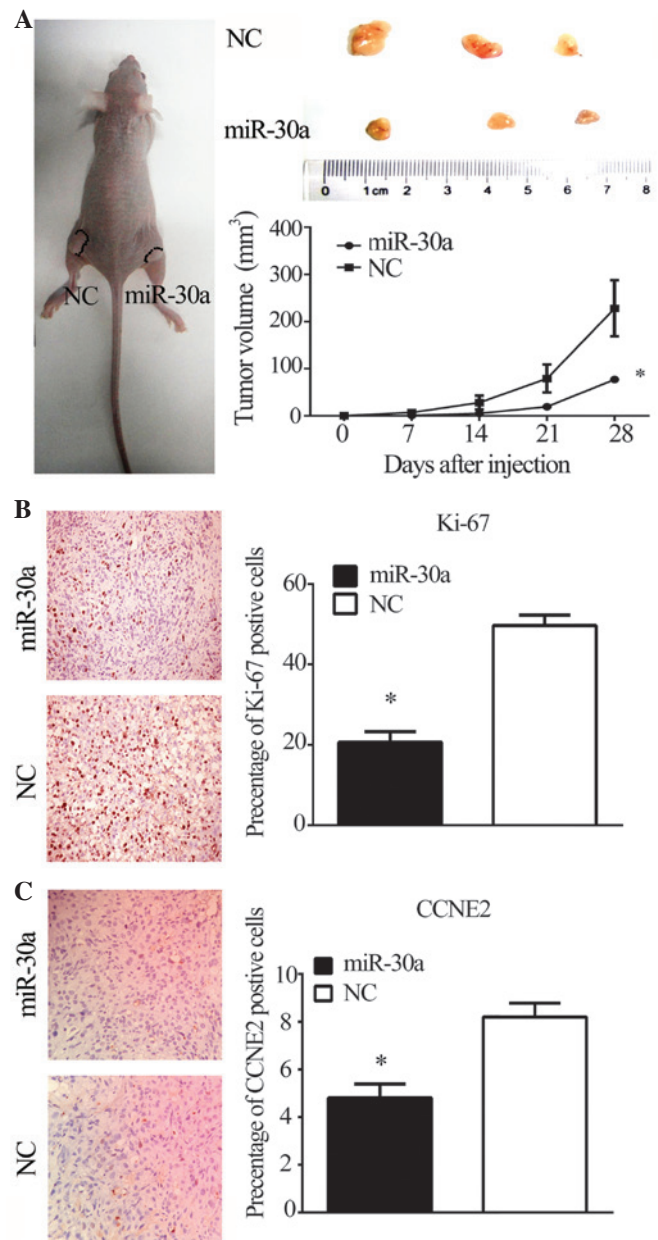 A
NC
miR-30a
NC
miR-30a
0 1cm 2 3 4 5 6 7 8
Tumor volume (mm³)
400
300
200
100
0
miR-30a
NC
*
0 7 14 21 28
Days after injection
B
miR-30a
NC
Ki-67
Precentage of Ki-67 postive cells
60
40
20
0
miR-30a
NC
*
C
miR-30a
NC
CCNE2
Precentage of CCNE2 postive cells
10
8
6
4
2
0
miR-30a
NC
*